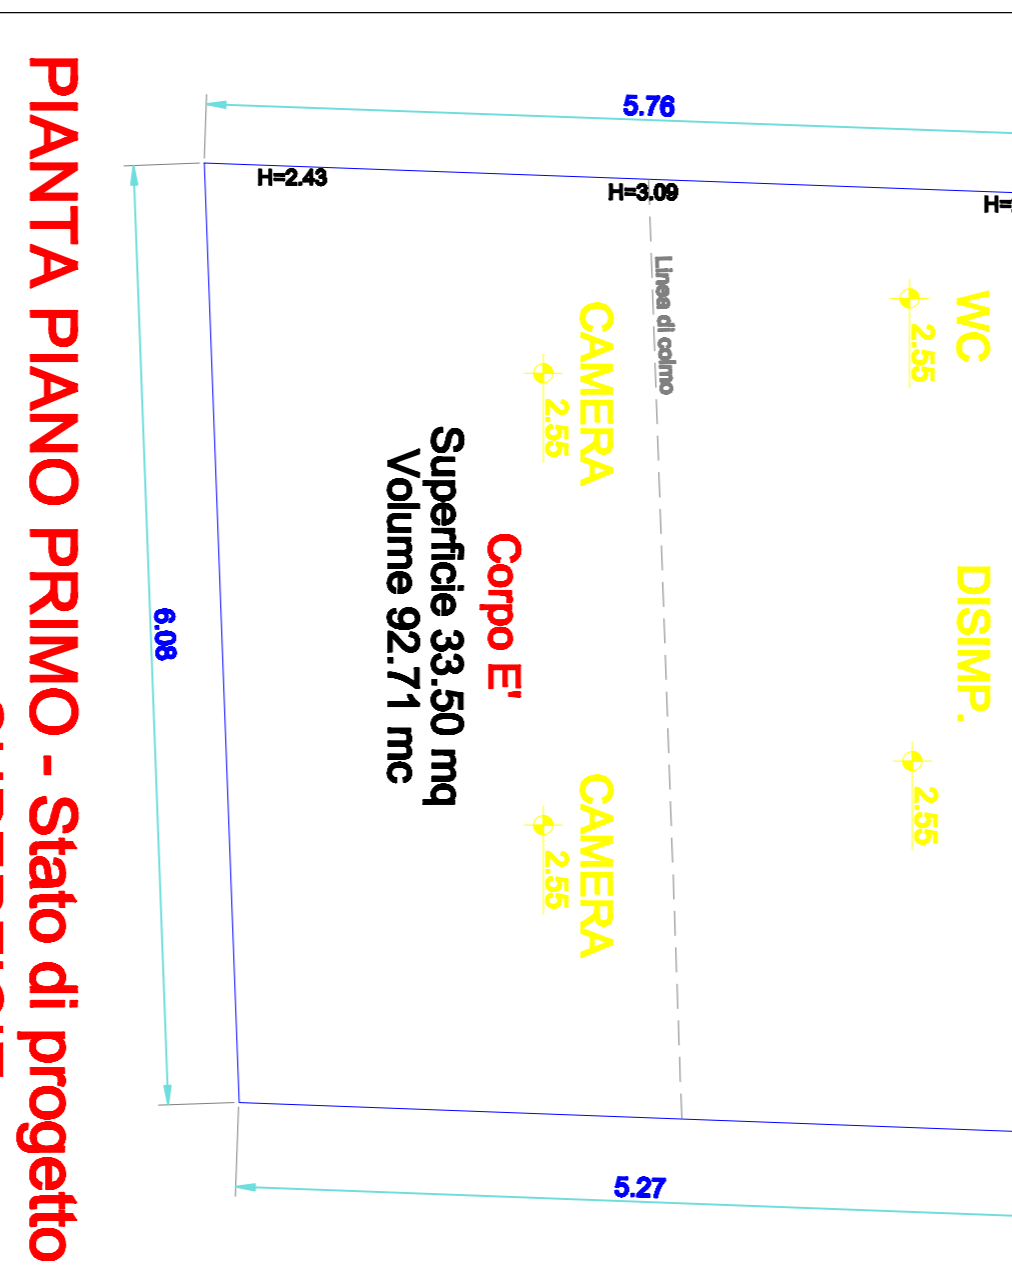 5.76
H=2.43
H=3.09
Linea di colmo
WC
2.55
CAMERA
2.55
DISIMP.
2.55
Corpo E'
Superficie 33.50 mq
Volume 92.71 mc
CAMERA
2.55
6.08
5.27
PIANTA PIANO PRIMO - Stato di progetto